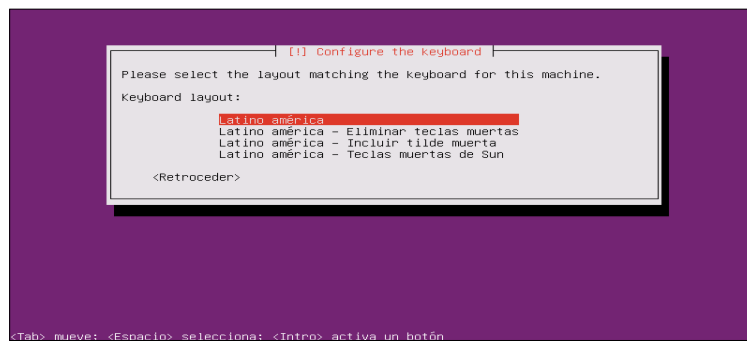 [!] Configure the keyboard
Please select the layout matching the keyboard for this machine.
Keyboard layout:
Latino américa
Latino américa - Eliminar teclas muertas
Latino américa - Incluir tilde muerta
Latino américa - Teclas muertas de Sun
<Retroceder>
<Tab> mueve; <Espacio> selecciona; <Intro> activa un botón